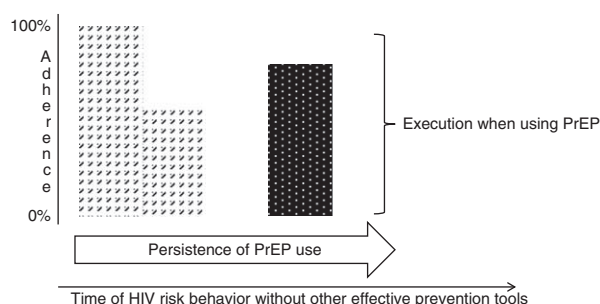 100%
Adherence
0%
Execution when using PrEP
Persistence of PrEP use
Time of HIV risk behavior without other effective prevention tools